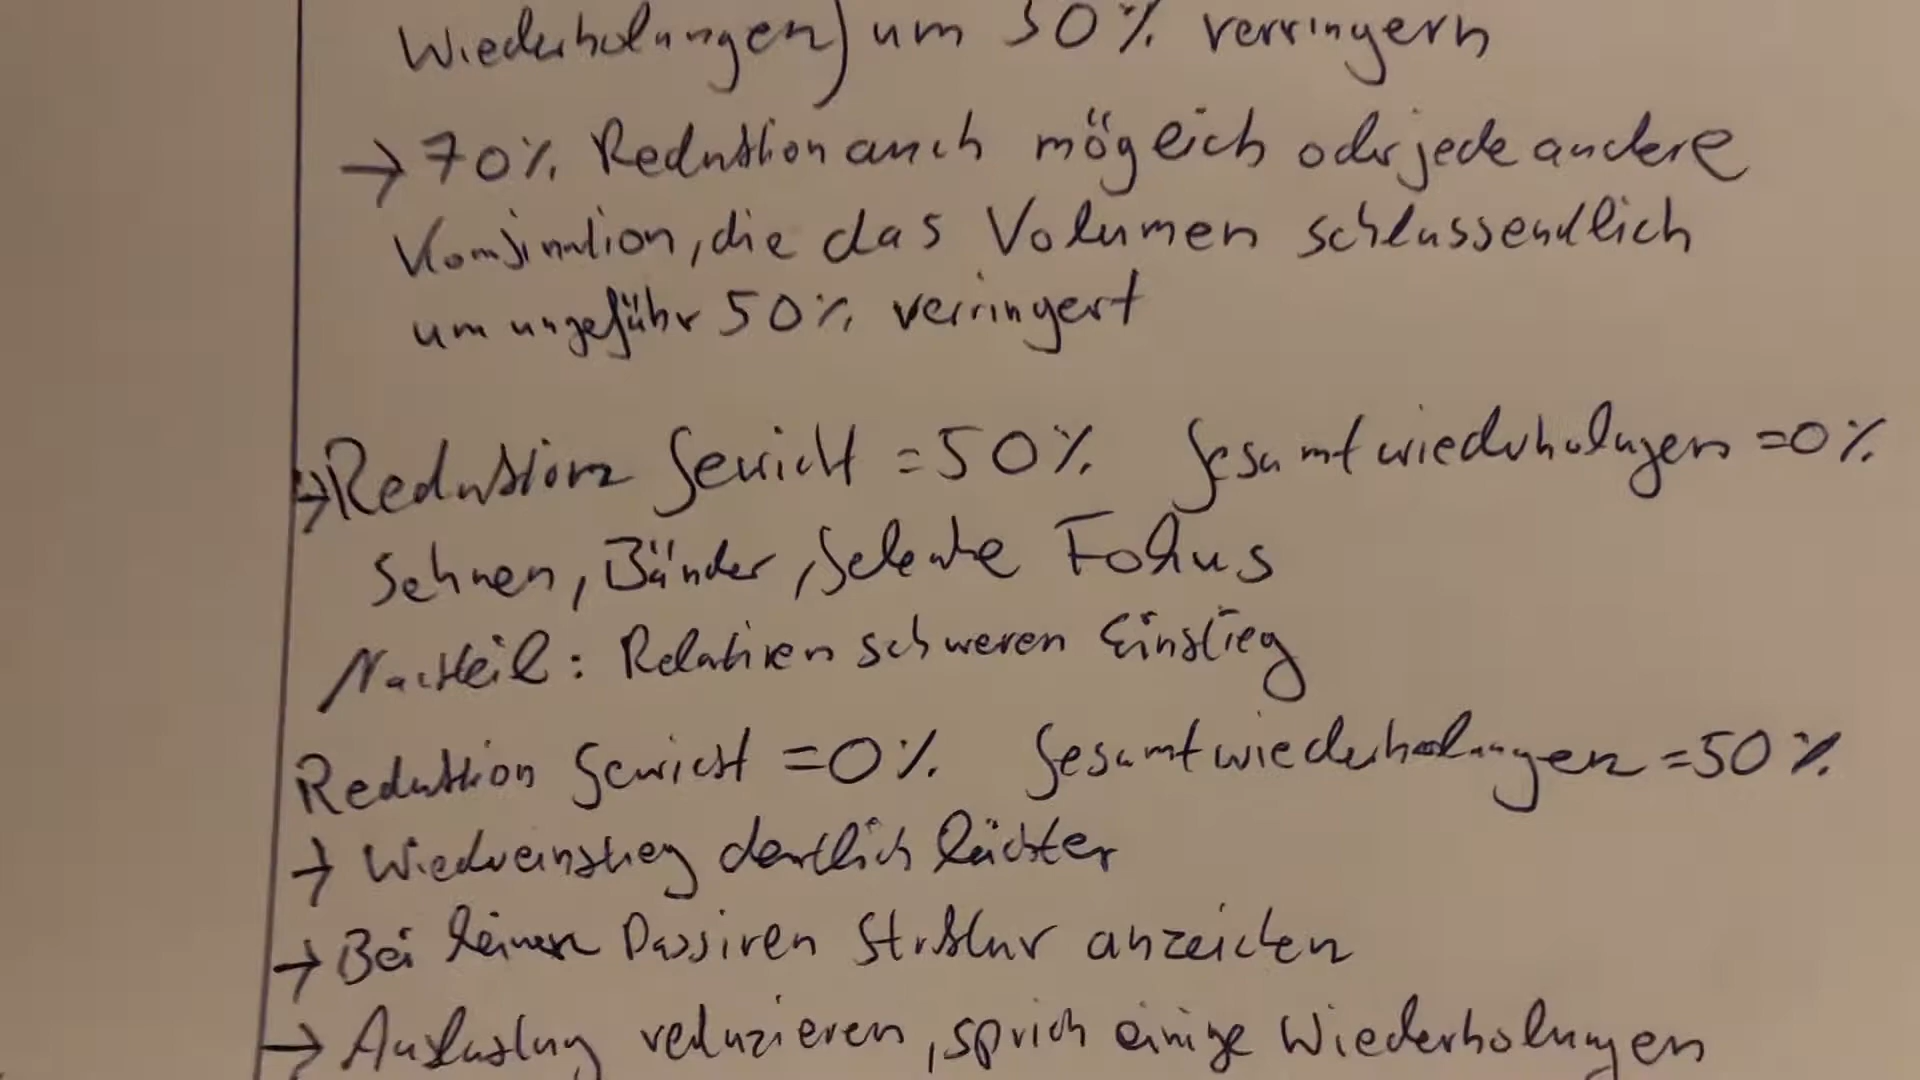 Wiederholungen) um 50% verringern
→ 70% Reduktion auch möglich oder jede andere
Kombination, die das Volumen schlussendlich
um ungefähr 50% verringert
→ Reduktion Gewicht = 50% Gesamtwiederholungen = 0%
Sehnen, Bänder, Gelenke Fokus
Nachteil: Relativen schweren Einstieg
Reduktion Gewicht = 0% Gesamtwiederholungen = 50%
→ Wiedereinstieg deutlich leichter
→ Bei keinen Passiven Struktur anzeichen
→ Auslastung reduzieren, sprich einige Wiederholungen